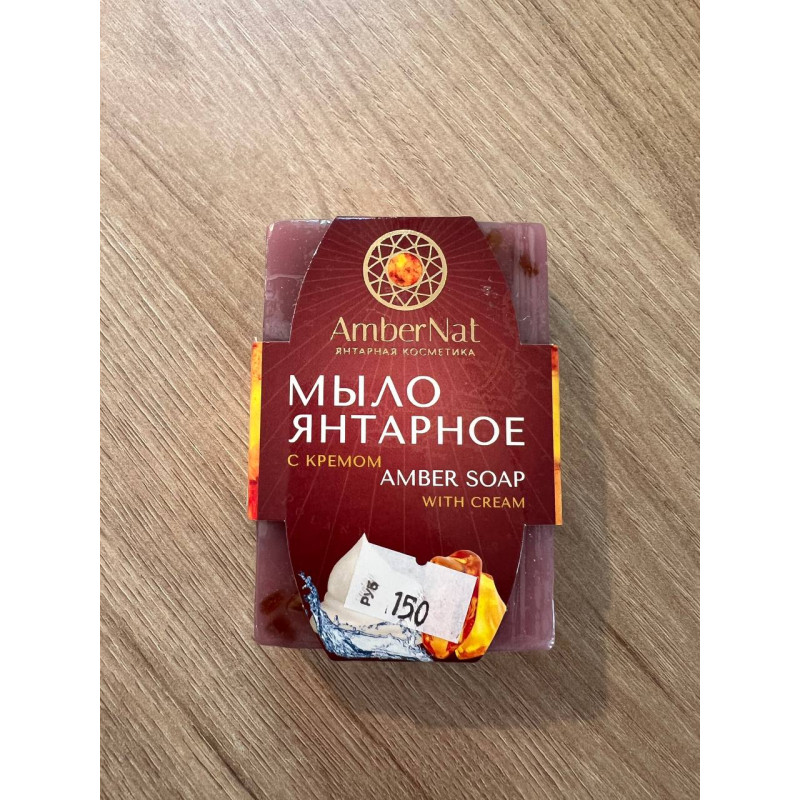 AmberNat
ЯНТАРНАЯ КОСМЕТИКА
МЫЛО
ЯНТАРНОЕ
С КРЕМОМ
AMBER SOAP
WITH CREAM
РУБ 150